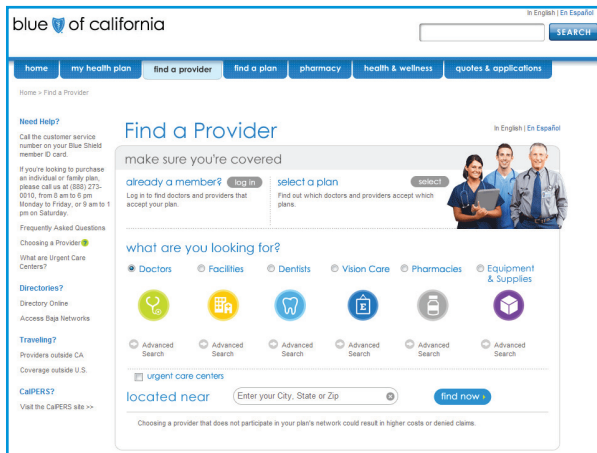 In English | En Español
blue of california
SEARCH
home my health plan find a provider find a plan pharmacy health & wellness quotes & applications
Home > Find a Provider
Need Help?
Call the customer service
number on your Blue Shield
member ID card.
If you're looking to purchase
an individual or family plan,
please call us at (888) 273-
0010, from 8 am to 6 pm
Monday to Friday, or 9 am to 1
pm on Saturday.
Frequently Asked Questions
Choosing a Provider ?
What are Urgent Care
Centers?
Directories?
Directory Online
Access Baja Networks
Traveling?
Providers outside CA
Coverage outside U.S.
CalPERS?
Visit the CalPERS site >>
Find a Provider
In English | En Español
make sure you're covered
already a member? log in
Log in to find doctors and providers that
accept your plan.
select a plan select
Find out which doctors and providers accept which
plans.
what are you looking for?
Doctors Facilities Dentists Vision Care Pharmacies Equipment
& Supplies
E
Advanced Advanced Advanced Advanced Advanced Advanced
Search Search Search Search Search Search
urgent care centers
located near Enter your City, State or Zip find now ›
Choosing a provider that does not participate in your plan's network could result in higher costs or denied claims.